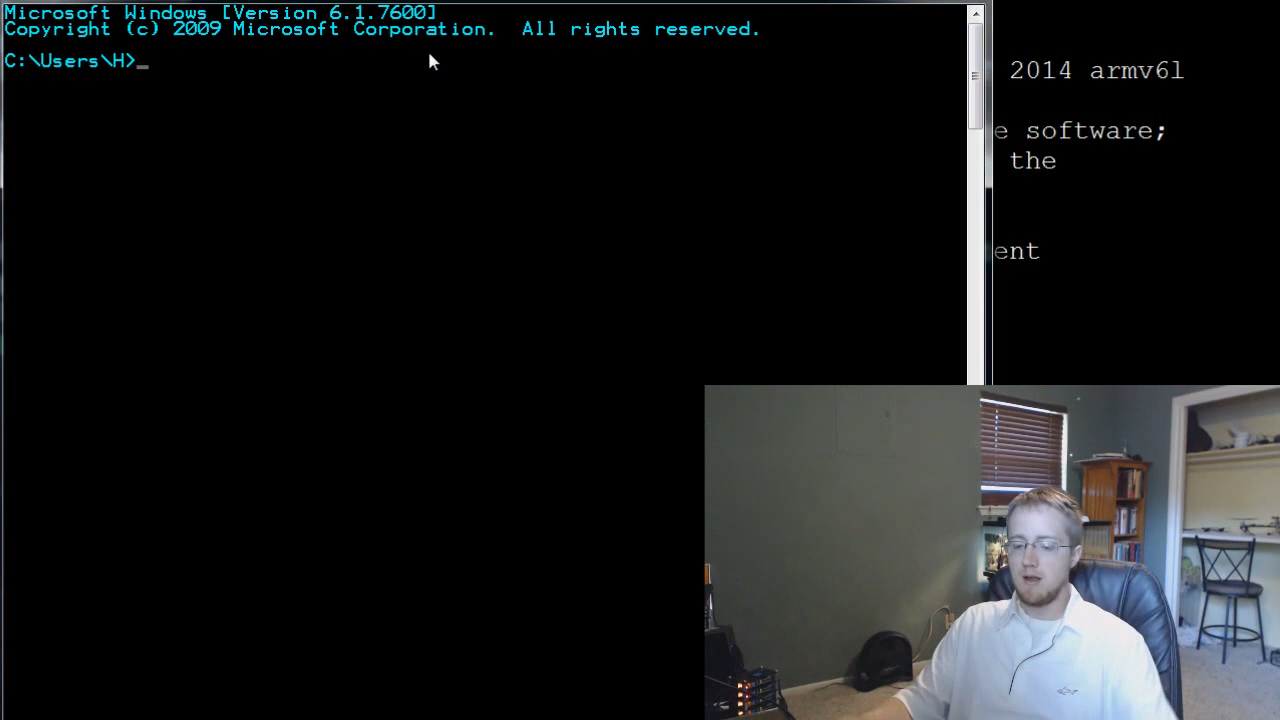 Microsoft Windows [Version 6.1.7600]
Copyright (c) 2009 Microsoft Corporation.  All rights reserved.
C:\Users\H>_
2014 armv6l
e software;
the
ent